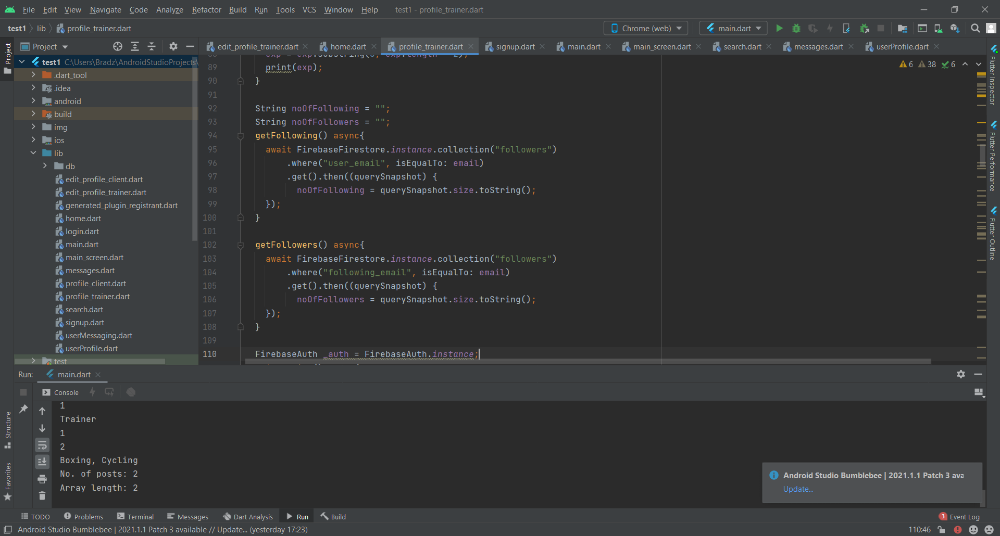 File Edit View Navigate Code Analyze Refactor Build Run Tools VCS Window Help test1 - profile_trainer.dart
test1 lib profile_trainer.dart Chrome (web) main.dart
Project edit_profile_trainer.dart home.dart profile_trainer.dart signup.dart main.dart main_screen.dart search.dart messages.dart userProfile.dart
Project
Structure
Favorites
test1 C:\Users\Bradz\AndroidStudioProjects\
.dart_tool
.idea
android
build
img
ios
lib
db
edit_profile_client.dart
edit_profile_trainer.dart
generated_plugin_registrant.dart
home.dart
login.dart
main.dart
main_screen.dart
messages.dart
profile_client.dart
profile_trainer.dart
search.dart
signup.dart
userMessaging.dart
userProfile.dart
test
6 38 6
exp = exp.substring(0, exp.length - 2);
89 print(exp);
90 }
91
92 String noOfFollowing = "";
93 String noOfFollowers = "";
94 getFollowing() async{
95 await FirebaseFirestore.instance.collection("followers")
96 .where("user_email", isEqualTo: email)
97 .get().then((querySnapshot) {
98 noOfFollowing = querySnapshot.size.toString();
99 });
100 }
101
102 getFollowers() async{
103 await FirebaseFirestore.instance.collection("followers")
104 .where("following_email", isEqualTo: email)
105 .get().then((querySnapshot) {
106 noOfFollowers = querySnapshot.size.toString();
107 });
108 }
109
110 FirebaseAuth _auth = FirebaseAuth.instance;
Flutter Inspector
Flutter Performance
Flutter Outline
Run: main.dart
Console
1
Trainer
1
2
Boxing, Cycling
No. of posts: 2
Array length: 2
Android Studio Bumblebee | 2021.1.1 Patch 3 ava
Update...
TODO Problems Terminal Messages Dart Analysis Run Build 3 Event Log
Android Studio Bumblebee | 2021.1.1 Patch 3 available // Update... (yesterday 17:23) 110:46